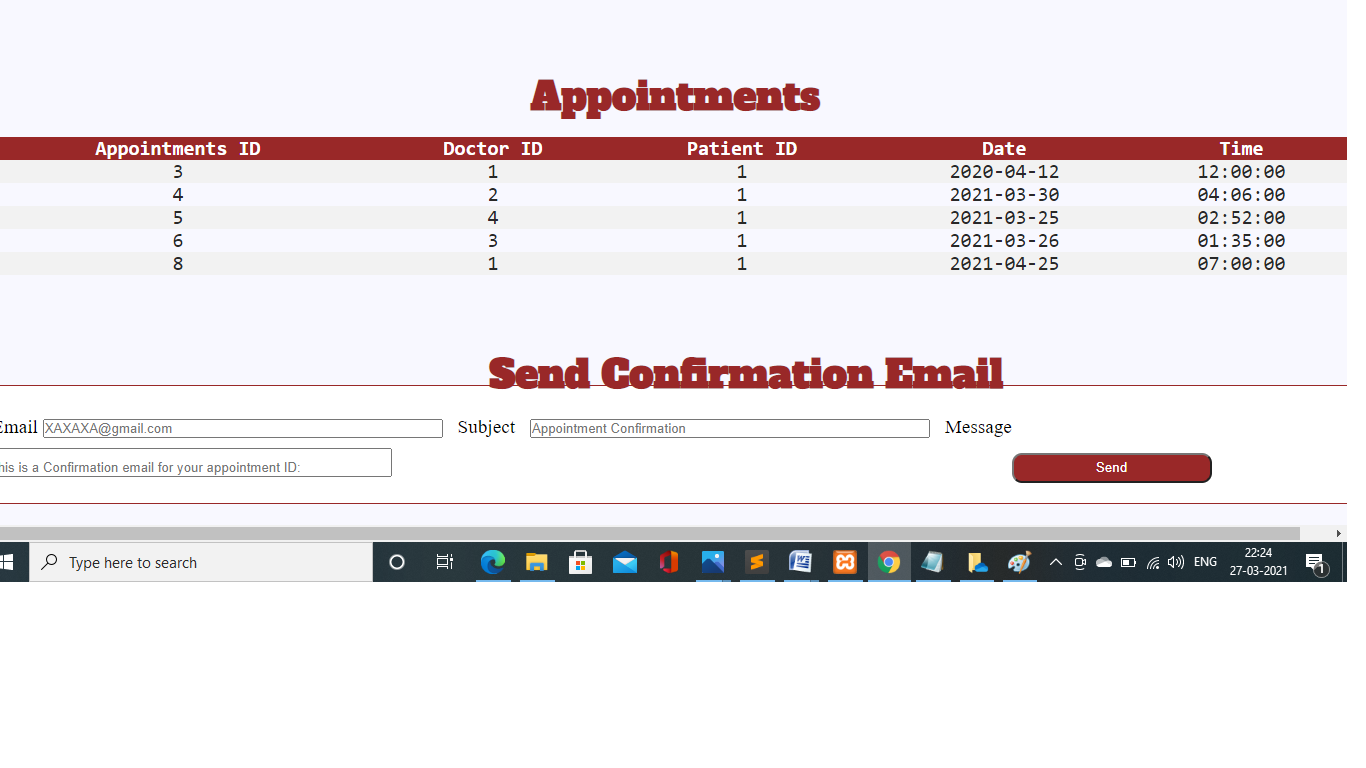 Appointments
Appointments ID Doctor ID Patient ID Date Time
3 1 1 2020-04-12 12:00:00
4 2 1 2021-03-30 04:06:00
5 4 1 2021-03-25 02:52:00
6 3 1 2021-03-26 01:35:00
8 1 1 2021-04-25 07:00:00
Send Confirmation Email
Email XAXAXA@gmail.com Subject Appointment Confirmation Message
his is a Confirmation email for your appointment ID: Send
Type here to search ENG 22:24
27-03-2021 1